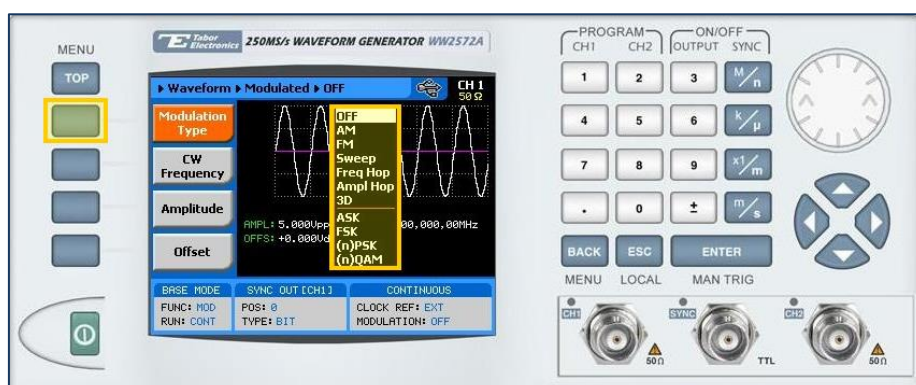 MENU
TOP
Tabor Electronics 250MS/s WAVEFORM GENERATOR WW2572A
Waveform Modulated OFF
CH 1
50 Ω
Modulation Type
CW Frequency
Amplitude
Offset
OFF
AM
FM
Sweep
Freq Hop
Ampl Hop
3D
ASK
FSK
(n)PSK
(n)QAM
AMPL: 5.000Vpp
OFFS: +0.000Vd
00,000,00MHz
BASE MODE
FUNC: MOD
RUN: CONT
SYNC OUT [CH1]
POS: 0
TYPE: BIT
CONTINUOUS
CLOCK REF: EXT
MODULATION: OFF
PROGRAM
CH1 CH2
ON/OFF
OUTPUT SYNC
1 2 3 M/n
4 5 6 k/μ
7 8 9 x1/m
. 0 ± m/s
BACK ESC ENTER
MENU LOCAL MAN TRIG
CH1 SYNC CH2
50Ω TTL 50Ω